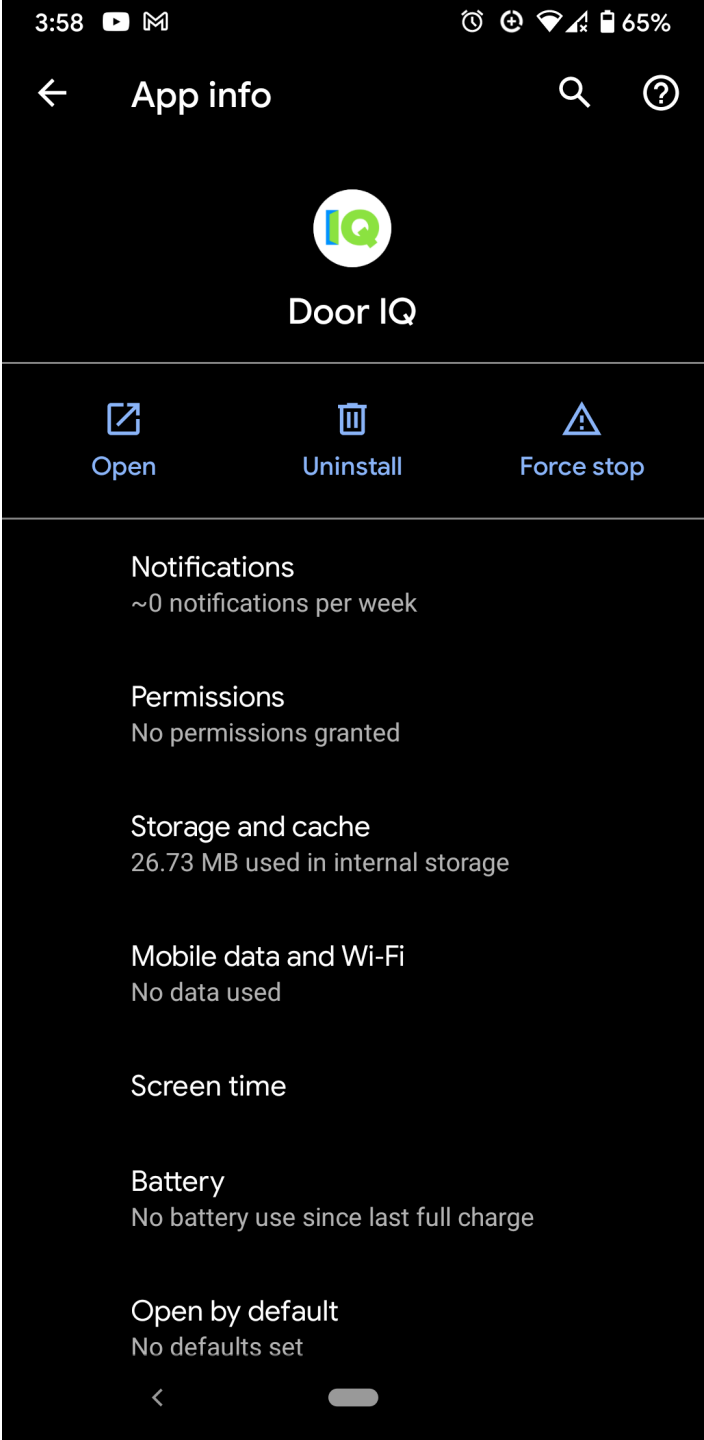 3:58 65%
App info
IQ
Door IQ
Open Uninstall Force stop
Notifications
~0 notifications per week
Permissions
No permissions granted
Storage and cache
26.73 MB used in internal storage
Mobile data and Wi-Fi
No data used
Screen time
Battery
No battery use since last full charge
Open by default
No defaults set